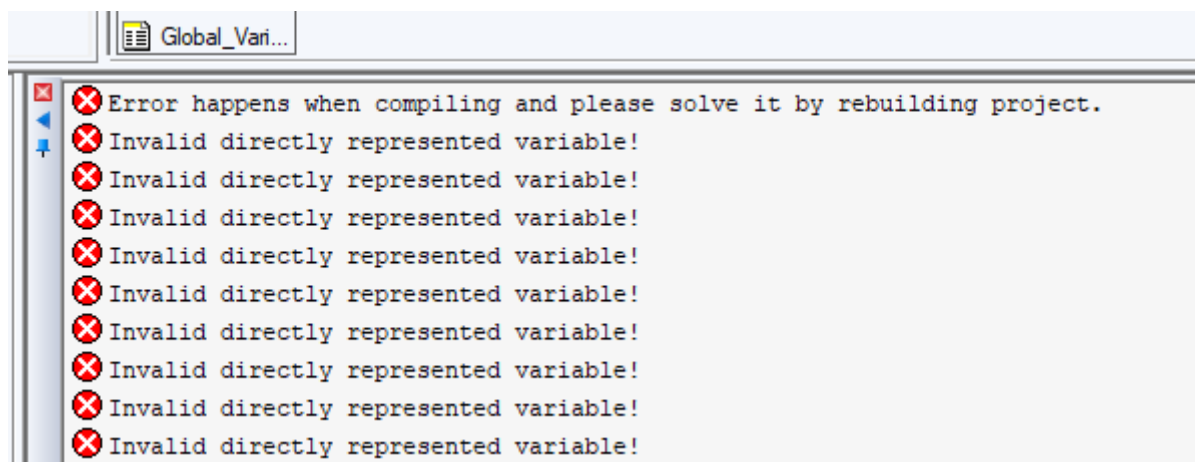 Global_Vari...
Error happens when compiling and please solve it by rebuilding project.
Invalid directly represented variable!
Invalid directly represented variable!
Invalid directly represented variable!
Invalid directly represented variable!
Invalid directly represented variable!
Invalid directly represented variable!
Invalid directly represented variable!
Invalid directly represented variable!
Invalid directly represented variable!